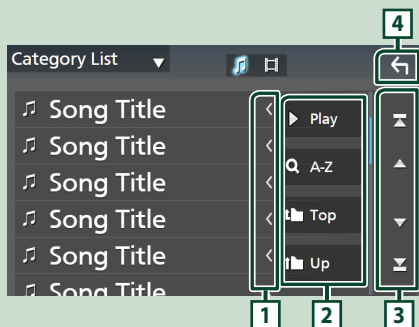 4
Category List
Song Title
Song Title
Song Title
Song Title
Song Title
Song Title
Play
A-Z
Top
Up
1 2 3